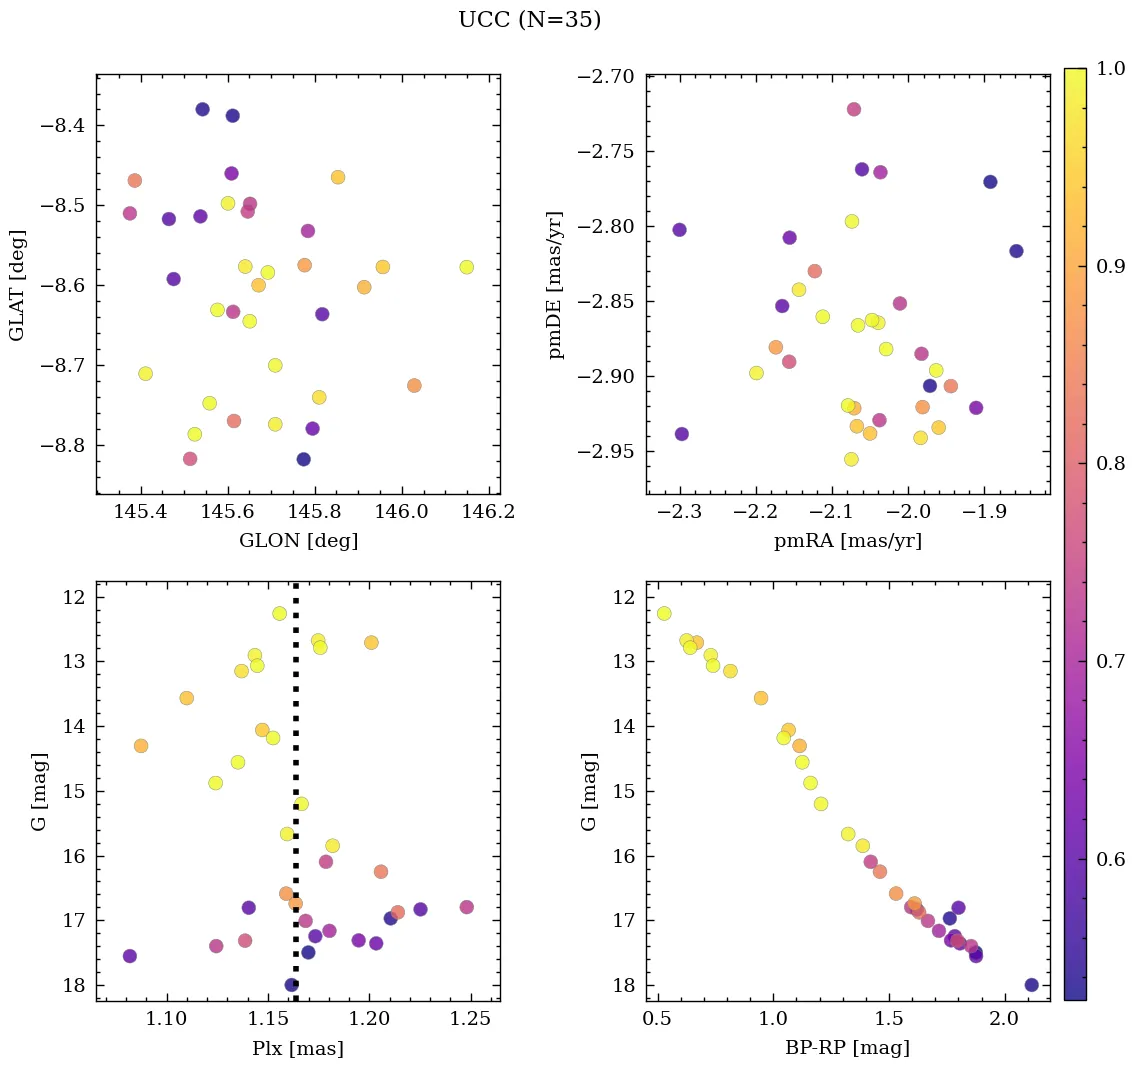 UCC (N=35)
−8.4
−8.5
−8.6
−8.7
−8.8
GLAT [deg]
145.4 145.6 145.8 146.0 146.2
GLON [deg]
−2.70
−2.75
−2.80
−2.85
−2.90
−2.95
pmDE [mas/yr]
−2.3 −2.2 −2.1 −2.0 −1.9
pmRA [mas/yr]
1.0
0.9
0.8
0.7
0.6
12
13
14
15
16
17
18
G [mag]
1.10 1.15 1.20 1.25
Plx [mas]
12
13
14
15
16
17
18
G [mag]
0.5 1.0 1.5 2.0
BP-RP [mag]